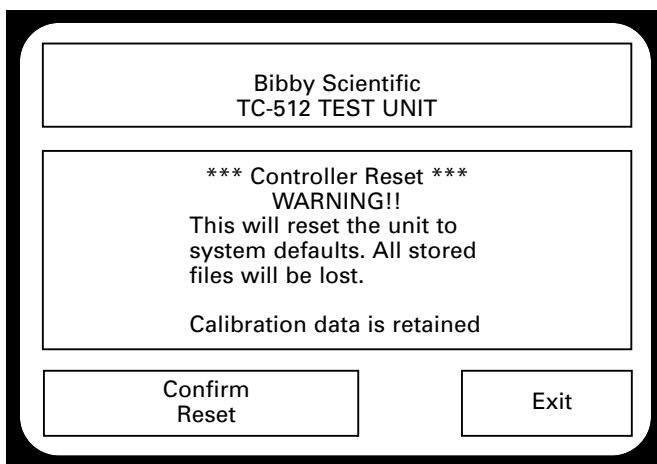 Bibby Scientific
TC-512 TEST UNIT
*** Controller Reset ***
WARNING!!
This will reset the unit to
system defaults. All stored
files will be lost.
Calibration data is retained
Confirm
Reset
Exit